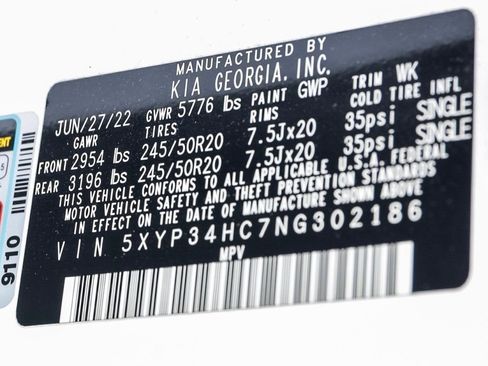 MANUFACTURED BY
KIA GEORGIA, INC.
JUN/27/22 GVWR 5776 lbs PAINT GWP TRIM WK
GAWR TIRES RIMS COLD TIRE INFL
FRONT 2954 lbs 245/50R20 7.5Jx20 35psi SINGLE
REAR 3196 lbs 245/50R20 7.5Jx20 35psi SINGLE
THIS VEHICLE CONFORMS TO ALL APPLICABLE U.S.A. FEDERAL
MOTOR VEHICLE SAFETY AND THEFT PREVENTION STANDARDS
IN EFFECT ON THE DATE OF MANUFACTURE SHOWN ABOVE
VIN 5XYP34HC7NG302186
MPV
9110